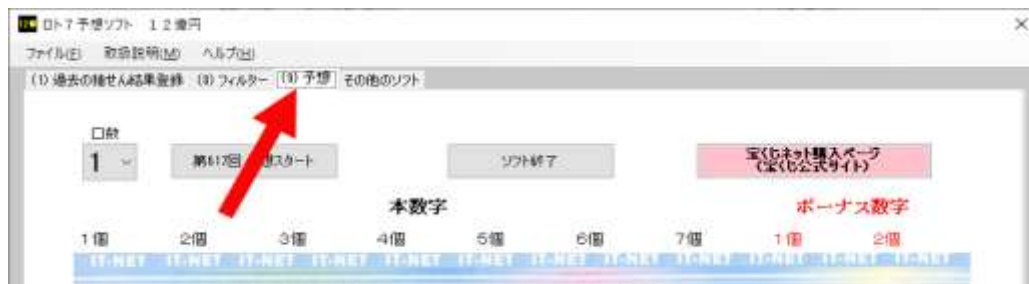 ロト7予想ソフト 12億円
ファイル(F) 取扱説明(M) ヘルプ(H)
(1) 過去の抽せん結果登録 フィルター 予想 その他のソフト
口数
1 第617回 想スタート ソフト終了 宝くじネット購入ページ
(宝くじ公式サイト)
本数字 ボーナス数字
1個 2個 3個 4個 5個 6個 7個 1個 2個
IT-NET IT-NET IT-NET IT-NET IT-NET IT-NET IT-NET IT-NET IT-NET IT-NET IT-NET IT-NET